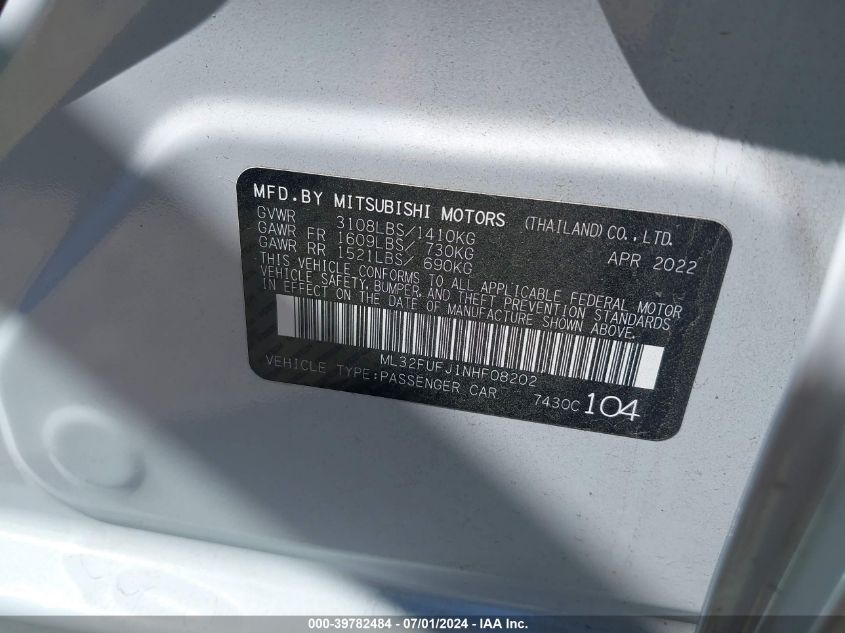 MFD.BY MITSUBISHI MOTORS (THAILAND) CO.,LTD.
GVWR 3108LBS/1410KG
GAWR FR 1609LBS/ 730KG APR 2022
GAWR RR 1521LBS/ 690KG
THIS VEHICLE CONFORMS TO ALL APPLICABLE FEDERAL MOTOR
VEHICLE SAFETY, BUMPER, AND THEFT PREVENTION STANDARDS
IN EFFECT ON THE DATE OF MANUFACTURE SHOWN ABOVE.
ML32FUFJ1NHF08202
VEHICLE TYPE:PASSENGER CAR 7430C 104
000-39782484 - 07/01/2024 - IAAI.com